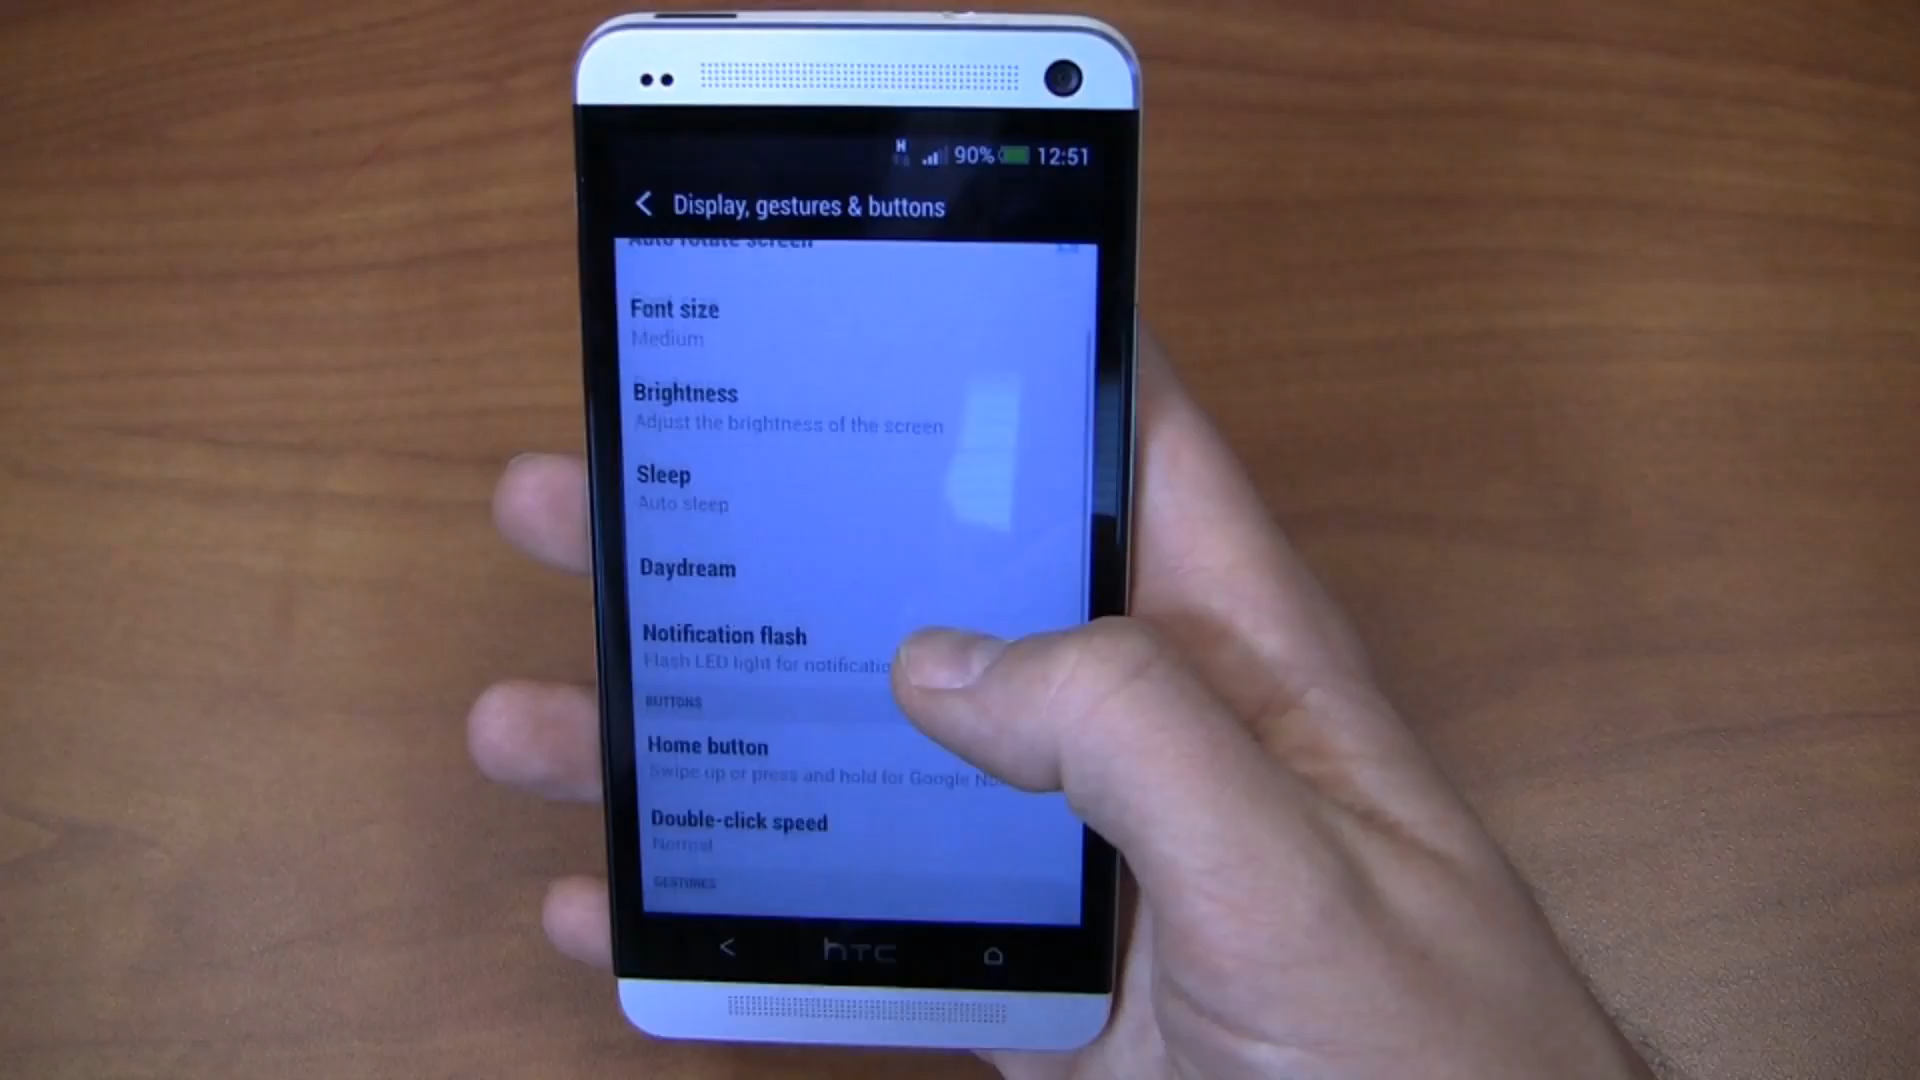 H 90% 12:51
< Display, gestures & buttons
Auto rotate screen
Font size
Medium
Brightness
Adjust the brightness of the screen
Sleep
Auto sleep
Daydream
Notification flash
Flash LED light for
BUTTONS
Home button
Swipe up or press and hold for Google
Double-click speed
Normal
GESTURES
hTC